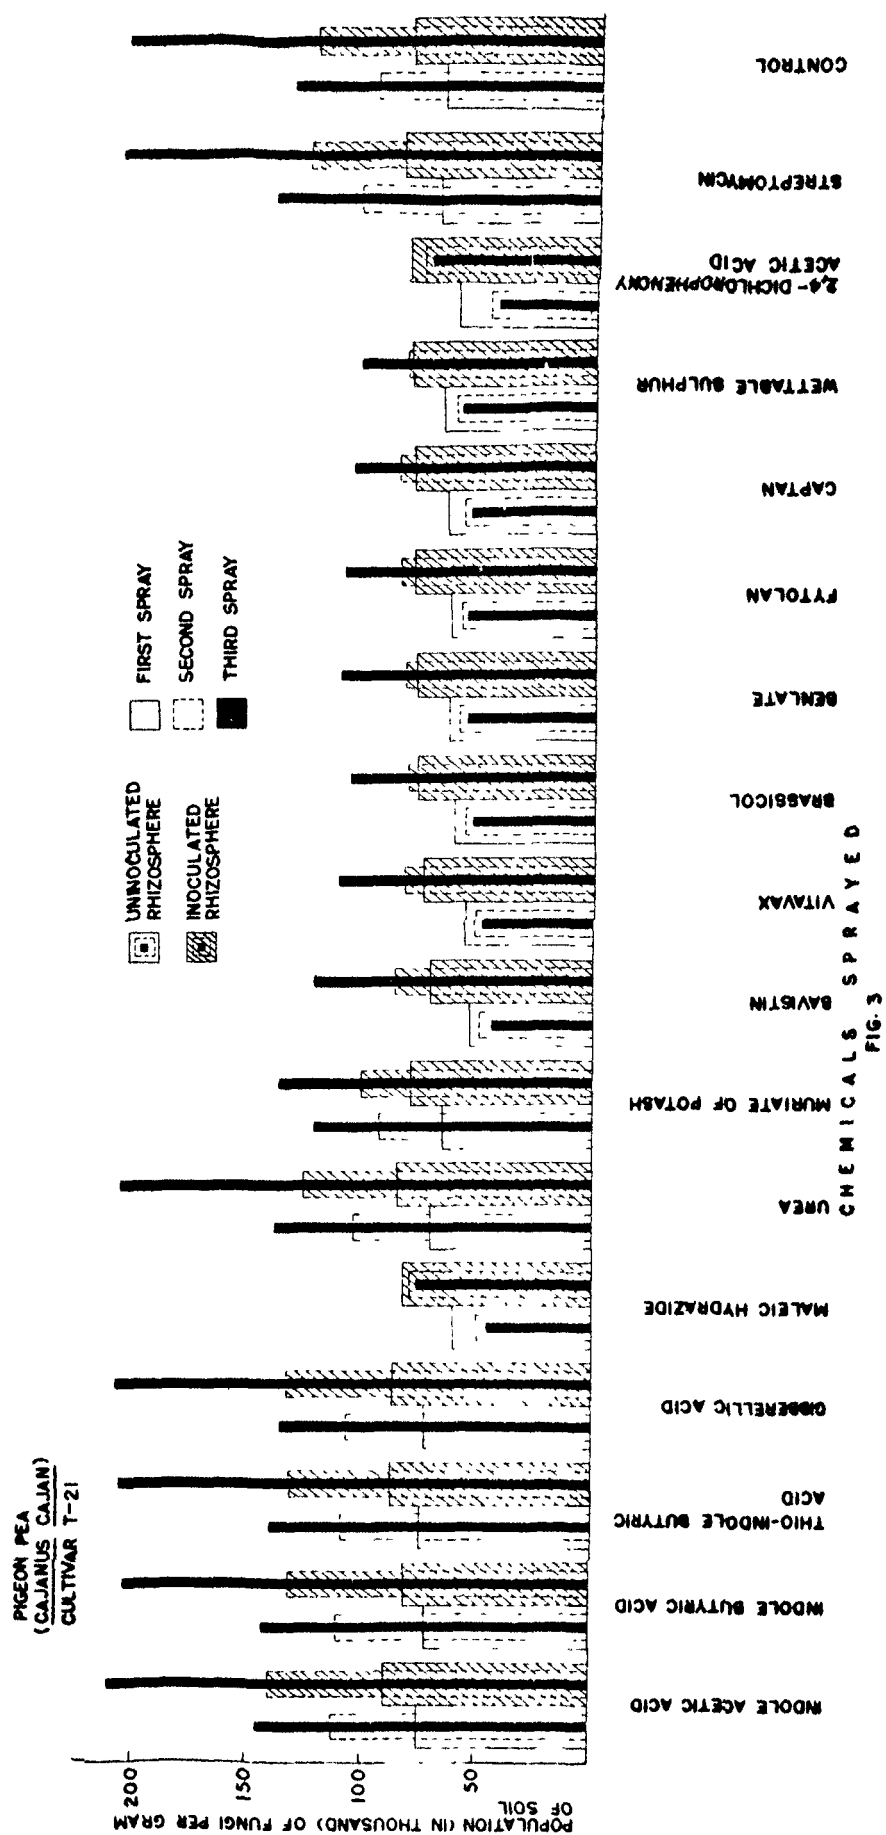 PIGEON PEA
(CAJANUS CAJAN)
CULTIVAR T-21
UNINOCULATED
RHIZOSPHERE
INOCULATED
RHIZOSPHERE
FIRST SPRAY
SECOND SPRAY
THIRD SPRAY
POPULATION (IN THOUSAND) OF FUNGI PER GRAM
OF SOIL
200
150
100
50
INDOLE ACETIC ACID
INDOLE BUTYRIC ACID
THIO-INDOLE BUTYRIC
ACID
GIBBERELLIC ACID
MALEIC HYDRAZIDE
UREA
MURIATE OF POTASH
BAVISTIN
VITAVAX
BRASSICOL
BENLATE
FYTOLAN
CAPTAN
WETTABLE SULPHUR
2,4-DICHLOROPHENOXY
ACETIC ACID
STREPTOMYCIN
CONTROL
CHEMICALS SPRAYED
FIG. 3